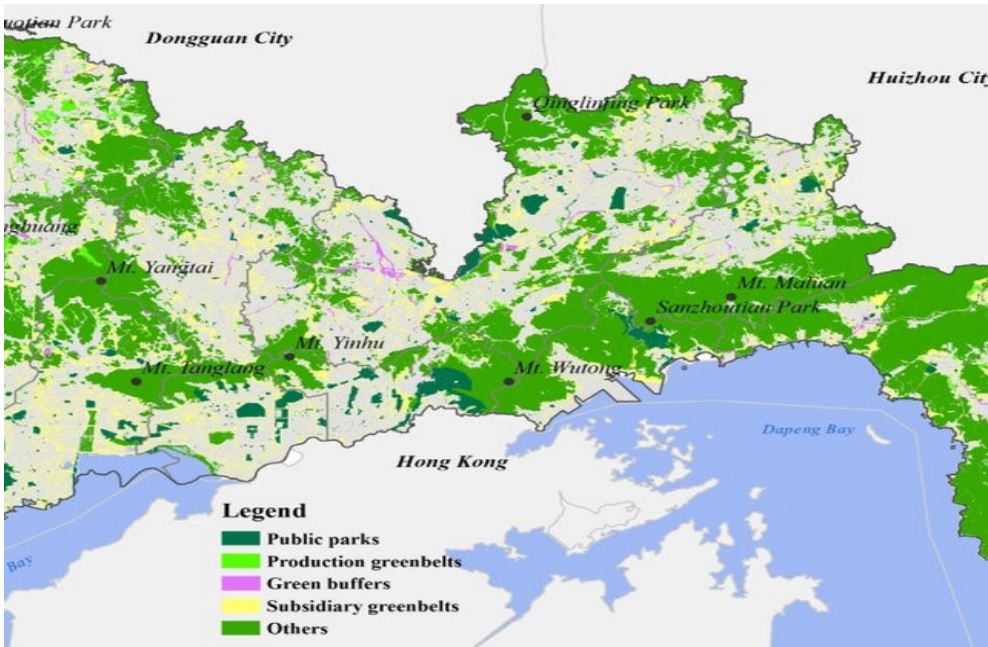 Dongguan City
Huizhou City
Qinglinjing Park
Mt. Yangtai
Mt. Maluan
Sanzhoutian Park
Mt. Yinhu
Mt. Tanglang
Mt. Wutong
Dapeng Bay
Hong Kong
Bay
Legend
Public parks
Production greenbelts
Green buffers
Subsidiary greenbelts
Others